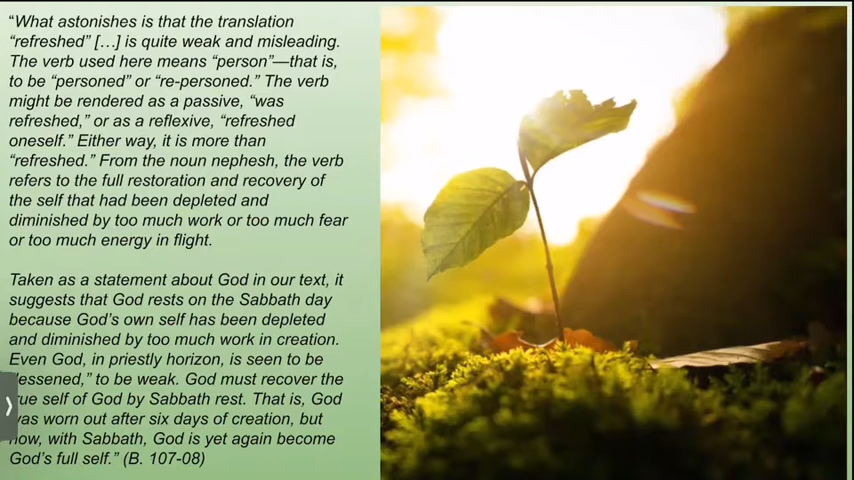 “What astonishes is that the translation
“refreshed” […] is quite weak and misleading.
The verb used here means “person”—that is,
to be “personed” or “re-personed.” The verb
might be rendered as a passive, “was
refreshed,” or as a reflexive, “refreshed
oneself.” Either way, it is more than
“refreshed.” From the noun nephesh, the verb
refers to the full restoration and recovery of
the self that had been depleted and
diminished by too much work or too much fear
or too much energy in flight.
Taken as a statement about God in our text, it
suggests that God rests on the Sabbath day
because God’s own self has been depleted
and diminished by too much work in creation.
Even God, in priestly horizon, is seen to be
“lessened,” to be weak. God must recover the
true self of God by Sabbath rest. That is, God
was worn out after six days of creation, but
now, with Sabbath, God is yet again become
God’s full self.” (B. 107-08)